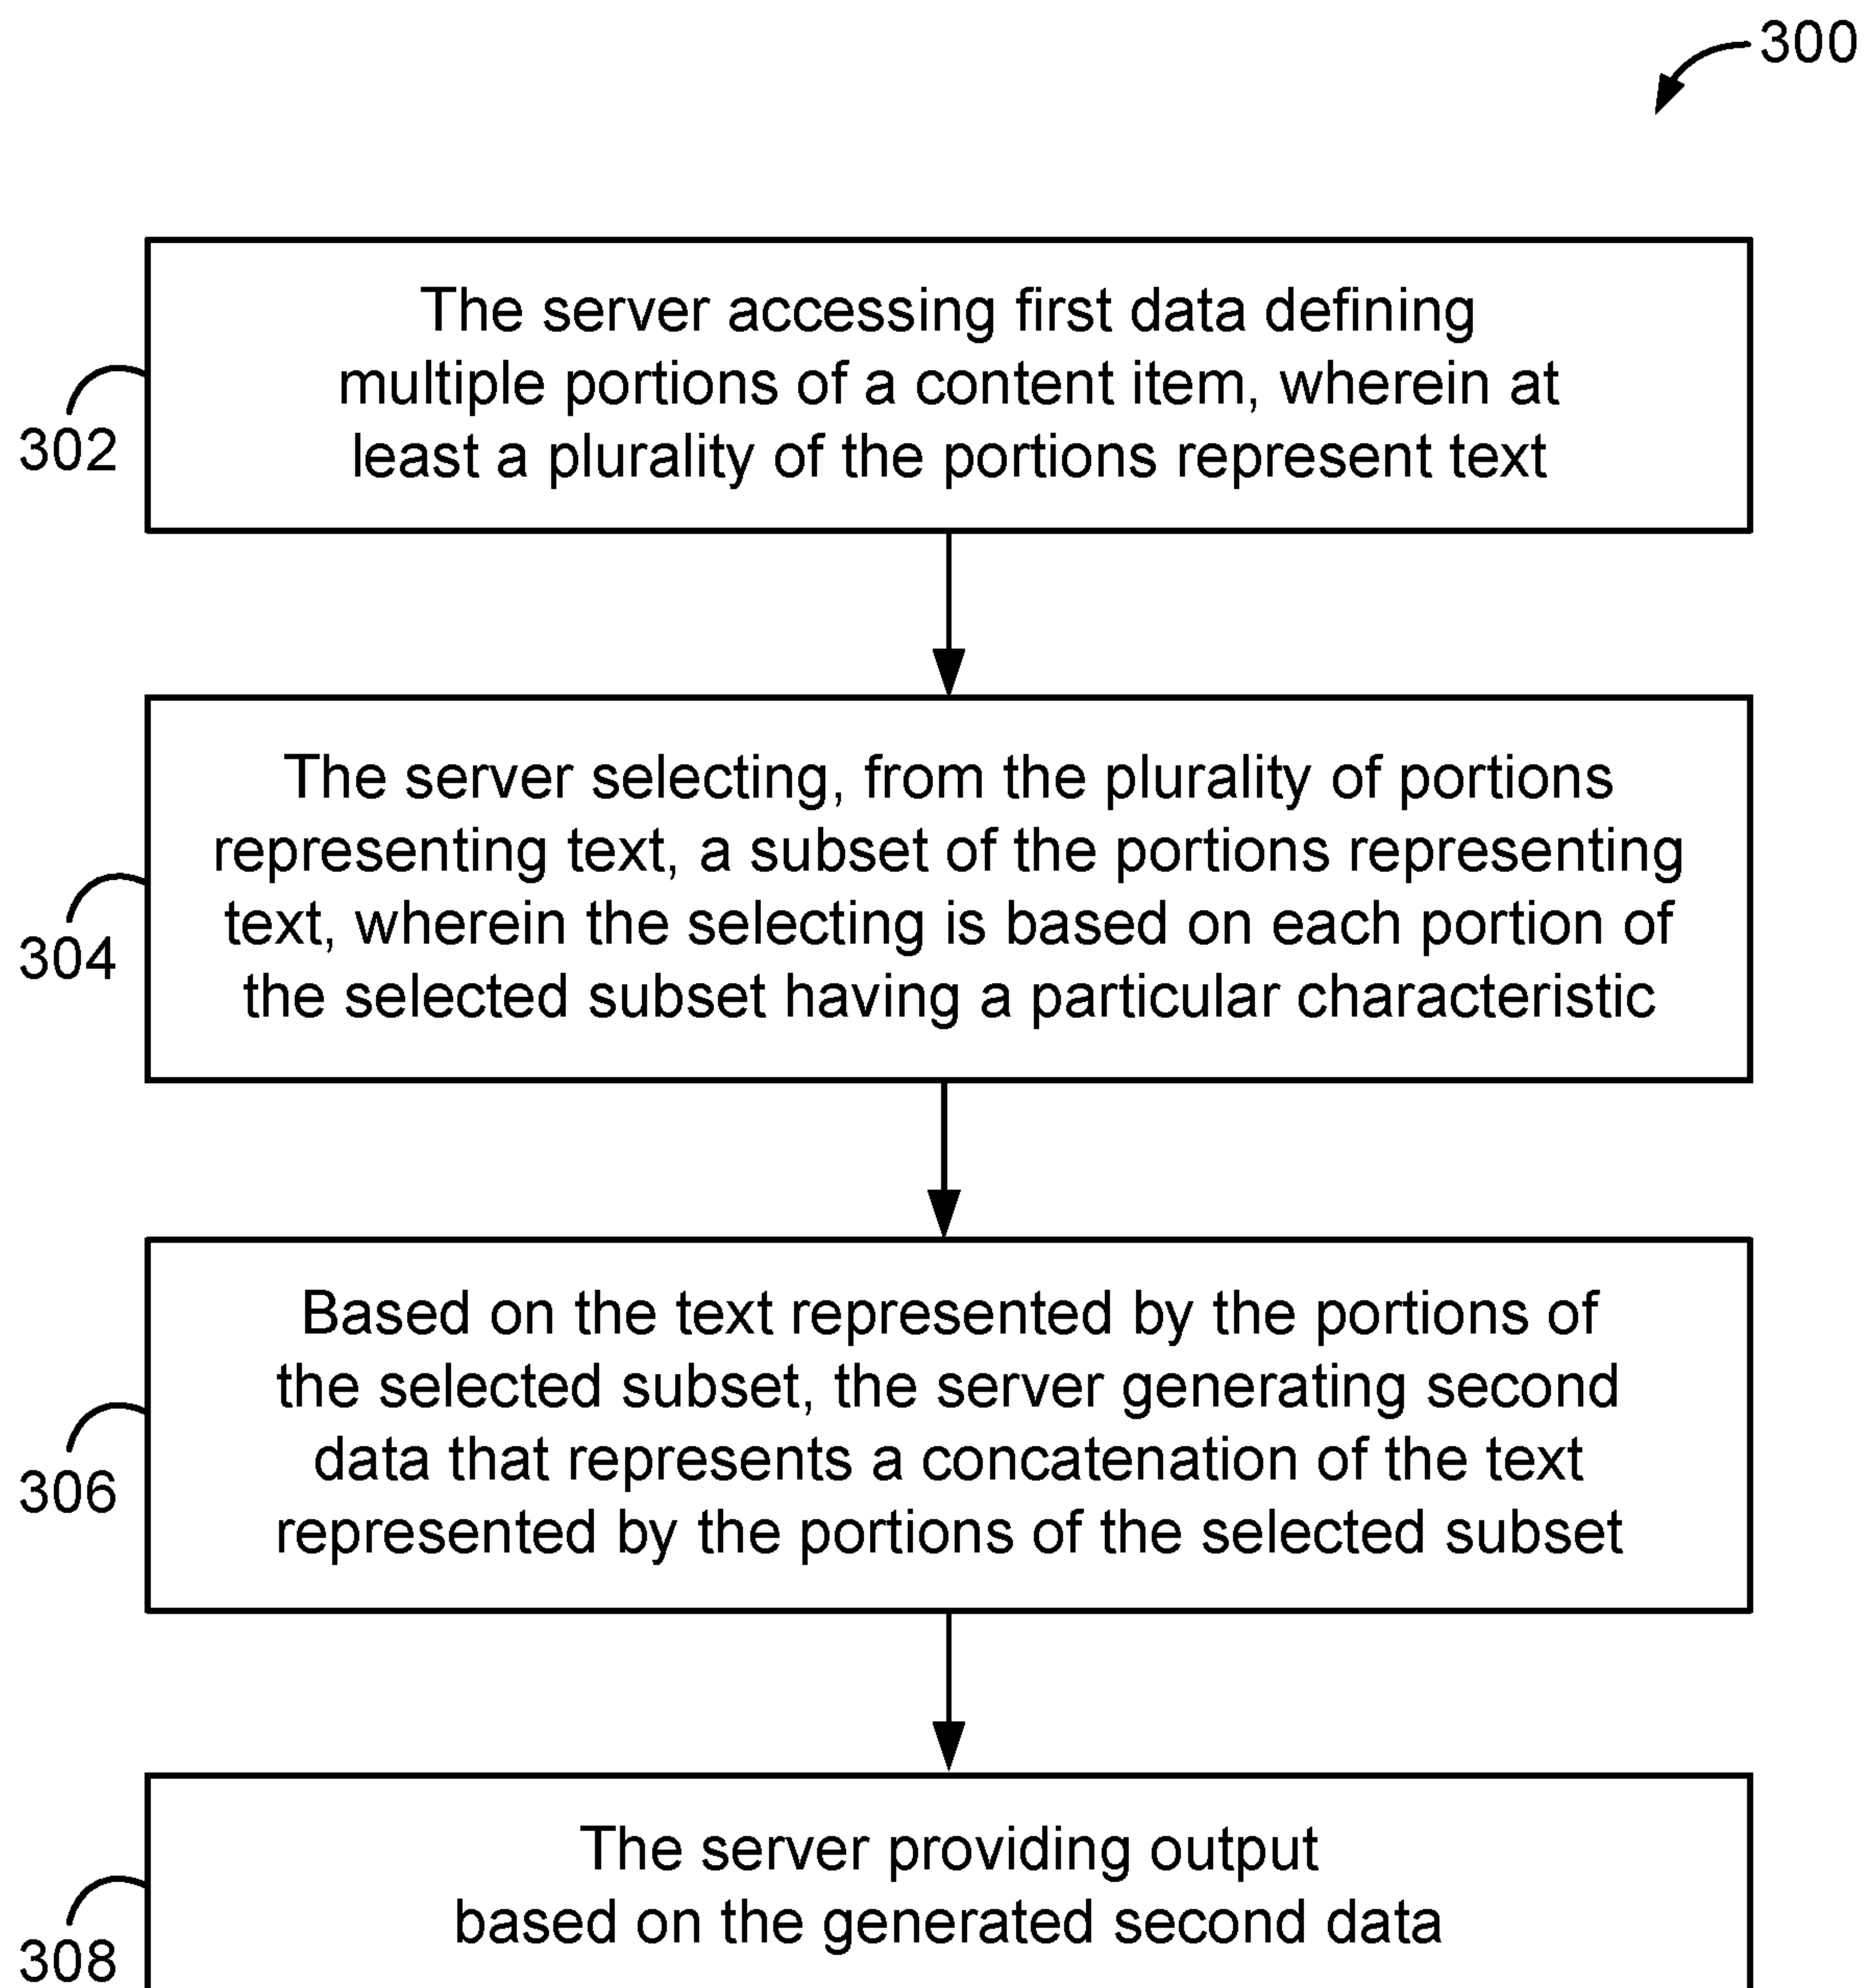 300
The server accessing first data defining
multiple portions of a content item, wherein at
least a plurality of the portions represent text
302
The server selecting, from the plurality of portions
representing text, a subset of the portions representing
text, wherein the selecting is based on each portion of
the selected subset having a particular characteristic
304
Based on the text represented by the portions of
the selected subset, the server generating second
data that represents a concatenation of the text
represented by the portions of the selected subset
306
The server providing output
based on the generated second data
308